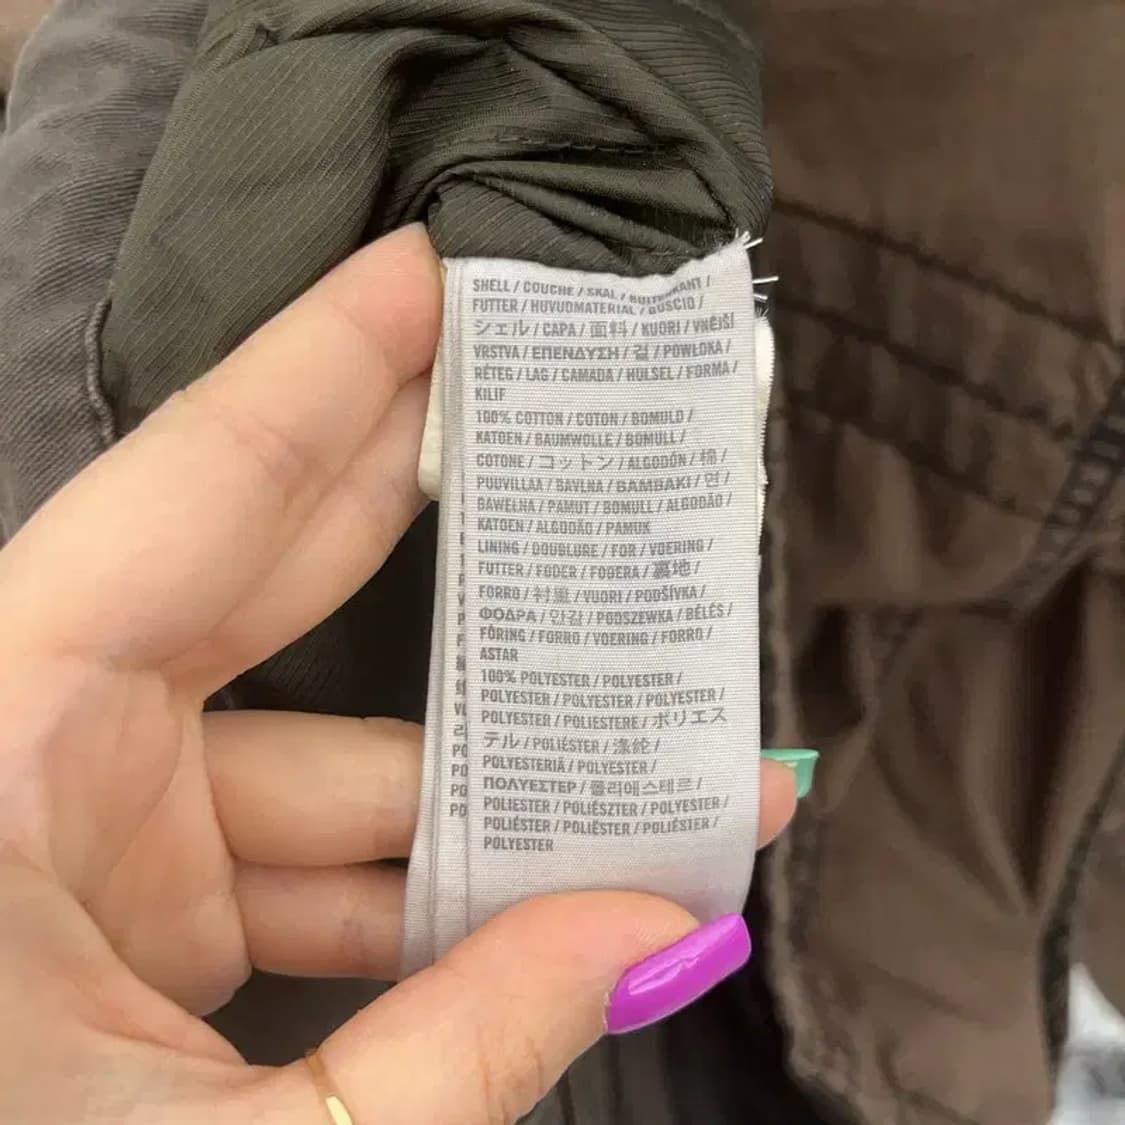 SHELL / COUCHE / SKAL / BUITENKANT /
FUTTER / HUVUDMATERIAL / GUSCIO /
シェル / CAPA / 面料 / KUORI / VNĚJŠÍ
VRSTVA / ΕΠΕΝΔΥΣΗ / 겉 / POWŁOKA /
RÉTEG / LAG / CAMADA / HULSEL / FORMA /
KILIF
100% COTTON / COTON / BOMULD /
KATOEN / BAUMWOLLE / BOMULL /
COTONE / コットン / ALGODÓN / 棉 /
PUUVILLAA / BAVLNA / ΒΑΜΒΑΚΙ / 면 /
BAWEŁNA / PAMUT / BOMULL / ALGODÃO /
KATOEN / ALGODÃO / PAMUK
LINING / DOUBLURE / FOR / VOERING /
FUTTER / FODER / FODERA / 裏地 /
FORRO / 衬里 / VUORI / PODŠÍVKA /
ΦΟΔΡΑ / 안감 / PODSZEWKA / BÉLÉS /
FÔRING / FORRO / VOERING / FORRO /
ASTAR
100% POLYESTER / POLYESTER /
POLYESTER / POLYESTER / POLYESTER /
POLYESTER / POLIESTERE / ポリエス
テル / POLIÉSTER / 涤纶 /
POLYESTERIÄ / POLYESTER /
ΠΟΛΥΕΣΤΕΡ / 폴리에스테르 /
POLIESTER / POLIÉSZTER / POLYESTER /
POLIÉSTER / POLIËSTER / POLIÉSTER /
POLYESTER